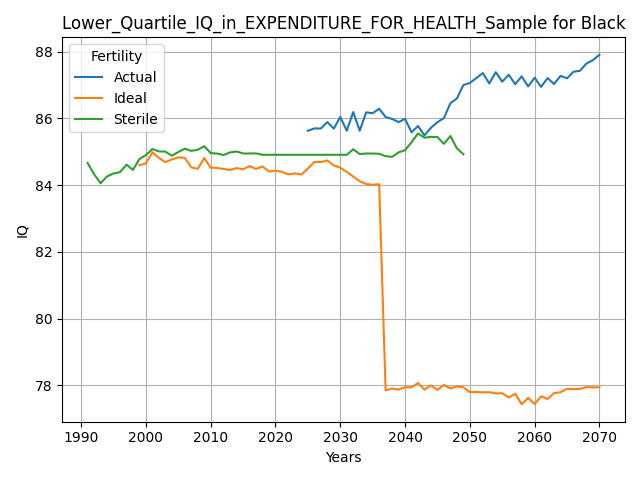 Lower_Quartile_IQ_in_EXPENDITURE_FOR_HEALTH_Sample for Black
88
86
84
82
80
78
IQ
Fertility
Actual
Ideal
Sterile
1990 2000 2010 2020 2030 2040 2050 2060 2070
Years